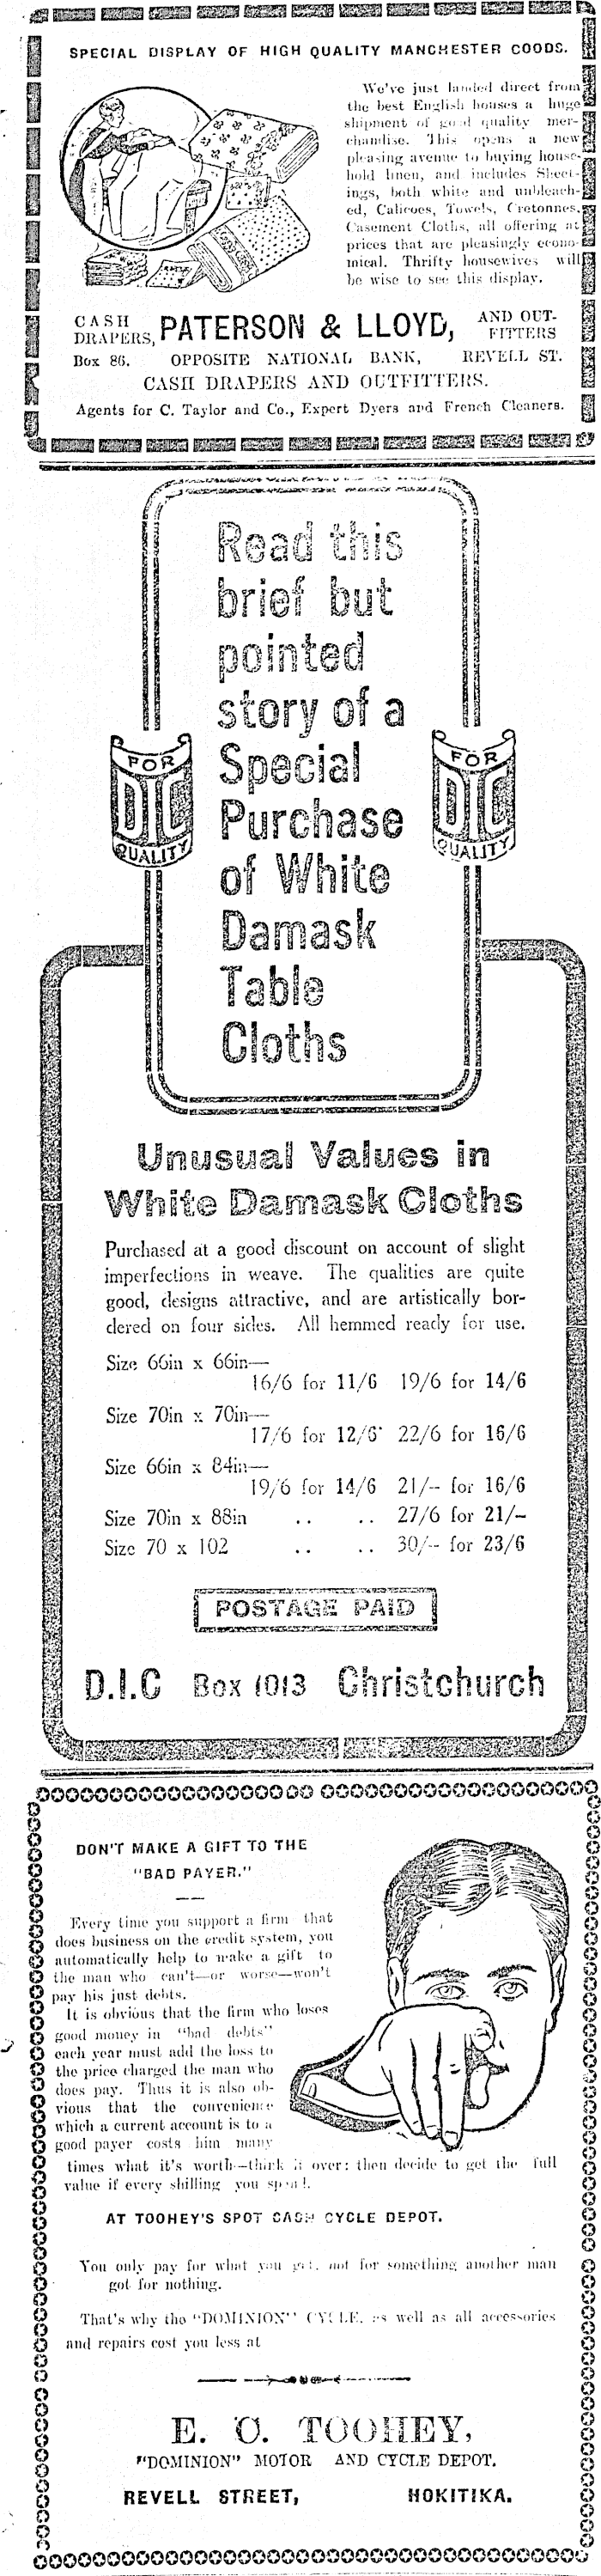 SPECIAL DISPLAY OF HIGH QUALITY MANCHESTER GOODS.
We've just landed direct from
the best English houses a huge
shipment of good quality mer-
chandise. This opens a new
pleasing avenue to buying house-
hold linen, and includes Sheet-
ings, both white and unbleach-
ed, Calicoes, Towels, Cretonnes,
Casement Cloths, all offering at
prices that are pleasingly econo-
mical. Thrifty housewives will
be wise to see this display.
CASH
DRAPERS,
PATERSON & LLOYD,
AND OUT-
FITTERS
Box 86. OPPOSITE NATIONAL BANK, REVELL ST.
CASH DRAPERS AND OUTFITTERS.
Agents for C. Taylor and Co., Expert Dyers and French Cleaners.
Read this
brief but
pointed
story of a
Special
Purchase
of White
Damask
Table
Cloths
FOR
DIC
QUALITY
FOR
DIC
QUALITY
Unusual Values in
White Damask Cloths
Purchased at a good discount on account of slight
imperfections in weave. The qualities are quite
good, designs attractive, and are artistically bor-
dered on four sides. All hemmed ready for use.
Size 66in x 66in—
16/6 for 11/6 19/6 for 14/6
Size 70in x 70in—
17/6 for 12/6 22/6 for 16/6
Size 66in x 84in—
19/6 for 14/6 21/- for 16/6
Size 70in x 88in .. .. 27/6 for 21/-
Size 70 x 102 .. .. 30/- for 23/6
POSTAGE PAID
D.I.C Box 1013 Christchurch
DON'T MAKE A GIFT TO THE
"BAD PAYER."
Every time you support a firm that
does business on the credit system, you
automatically help to make a gift to
the man who can't—or worse—won't
pay his just debts.
It is obvious that the firm who loses
good money in "bad debts"
each year must add the loss to
the price charged the man who
does pay. Thus it is also ob-
vious that the convenience
which a current account is to a
good payer costs him many
times what it's worth—think it over: then decide to get the full
value if every shilling you spend.
AT TOOHEY'S SPOT CASH CYCLE DEPOT.
You only pay for what you get, not for something another man
got for nothing.
That's why the "DOMINION" CYCLE, as well as all accessories
and repairs cost you less at
E. C. TOOHEY,
"DOMINION" MOTOR AND CYCLE DEPOT.
REVELL STREET, HOKITIKA.